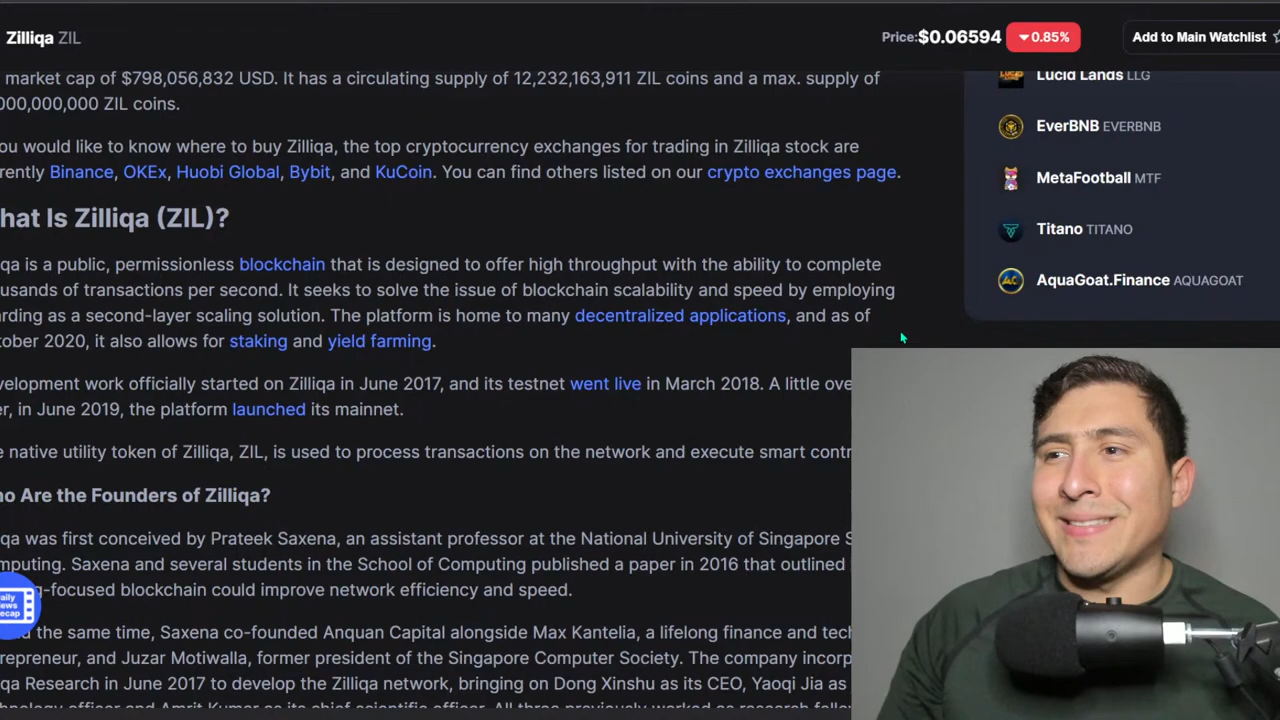 Zilliqa ZIL
Price:$0.06594 0.85% Add to Main Watchlist
market cap of $798,056,832 USD. It has a circulating supply of 12,232,163,911 ZIL coins and a max. supply of
000,000,000 ZIL coins.
ou would like to know where to buy Zilliqa, the top cryptocurrency exchanges for trading in Zilliqa stock are
rently Binance, OKEx, Huobi Global, Bybit, and KuCoin. You can find others listed on our crypto exchanges page.
hat Is Zilliqa (ZIL)?
qa is a public, permissionless blockchain that is designed to offer high throughput with the ability to complete
usands of transactions per second. It seeks to solve the issue of blockchain scalability and speed by employing
arding as a second-layer scaling solution. The platform is home to many decentralized applications, and as of
tober 2020, it also allows for staking and yield farming.
velopment work officially started on Zilliqa in June 2017, and its testnet went live in March 2018. A little ove
er, in June 2019, the platform launched its mainnet.
e native utility token of Zilliqa, ZIL, is used to process transactions on the network and execute smart contr
ho Are the Founders of Zilliqa?
qa was first conceived by Prateek Saxena, an assistant professor at the National University of Singapore S
mputing. Saxena and several students in the School of Computing published a paper in 2016 that outlined
g-focused blockchain could improve network efficiency and speed.
d the same time, Saxena co-founded Anquan Capital alongside Max Kantelia, a lifelong finance and tech
repreneur, and Juzar Motiwalla, former president of the Singapore Computer Society. The company incorp
qa Research in June 2017 to develop the Zilliqa network, bringing on Dong Xinshu as its CEO, Yaoqi Jia as
hnology officer and Amrit Kumar as its chief scientific officer. All three previously worked as research fellow
Daily
News
Recap
Lucid Lands LLG
EverBNB EVERBNB
MetaFootball MTF
Titano TITANO
AquaGoat.Finance AQUAGOAT